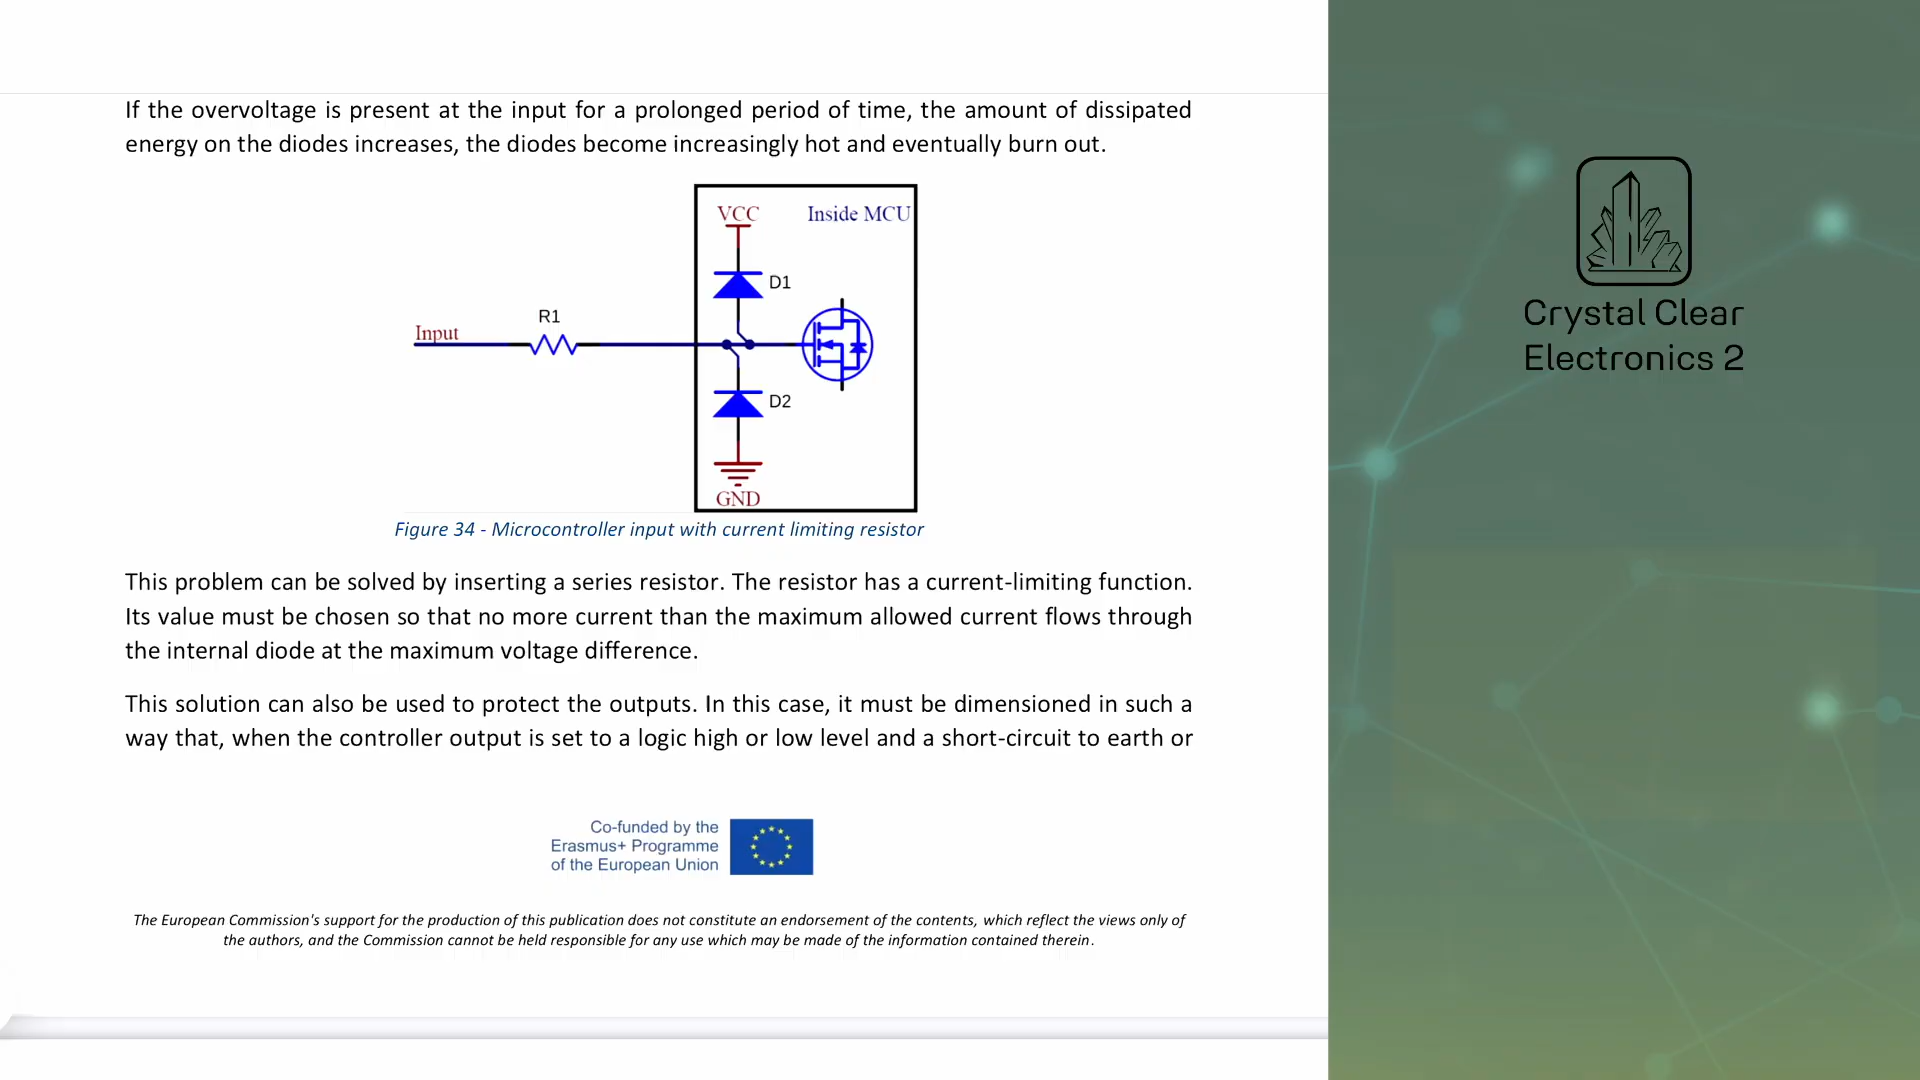 If the overvoltage is present at the input for a prolonged period of time, the amount of dissipated
energy on the diodes increases, the diodes become increasingly hot and eventually burn out.
VCC
Inside MCU
D1
R1
Input
D2
GND
Figure 34 - Microcontroller input with current limiting resistor
This problem can be solved by inserting a series resistor. The resistor has a current-limiting function.
Its value must be chosen so that no more current than the maximum allowed current flows through
the internal diode at the maximum voltage difference.
This solution can also be used to protect the outputs. In this case, it must be dimensioned in such a
way that, when the controller output is set to a logic high or low level and a short-circuit to earth or
Co-funded by the
Erasmus+ Programme
of the European Union
The European Commission's support for the production of this publication does not constitute an endorsement of the contents, which reflect the views only of
the authors, and the Commission cannot be held responsible for any use which may be made of the information contained therein.
Crystal Clear
Electronics 2